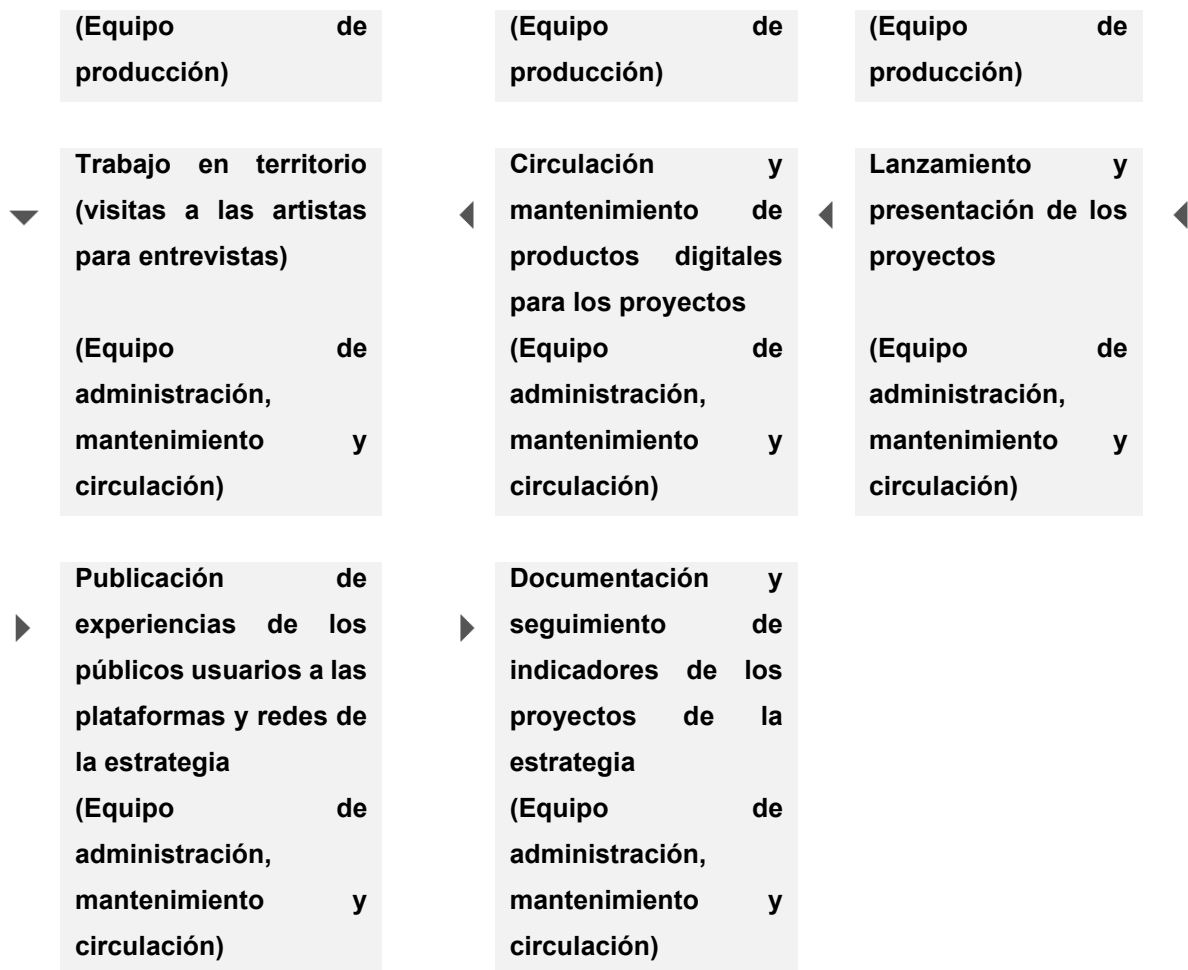 (Equipo de
producción)
(Equipo de
producción)
(Equipo de
producción)
Trabajo en territorio
(visitas a las artistas
para entrevistas)
(Equipo de
administración,
mantenimiento y
circulación)
Circulación y
mantenimiento de
productos digitales
para los proyectos
(Equipo de
administración,
mantenimiento y
circulación)
Lanzamiento y
presentación de los
proyectos
(Equipo de
administración,
mantenimiento y
circulación)
Publicación de
experiencias de los
públicos usuarios a las
plataformas y redes de
la estrategia
(Equipo de
administración,
mantenimiento y
circulación)
Documentación y
seguimiento de
indicadores de los
proyectos de la
estrategia
(Equipo de
administración,
mantenimiento y
circulación)